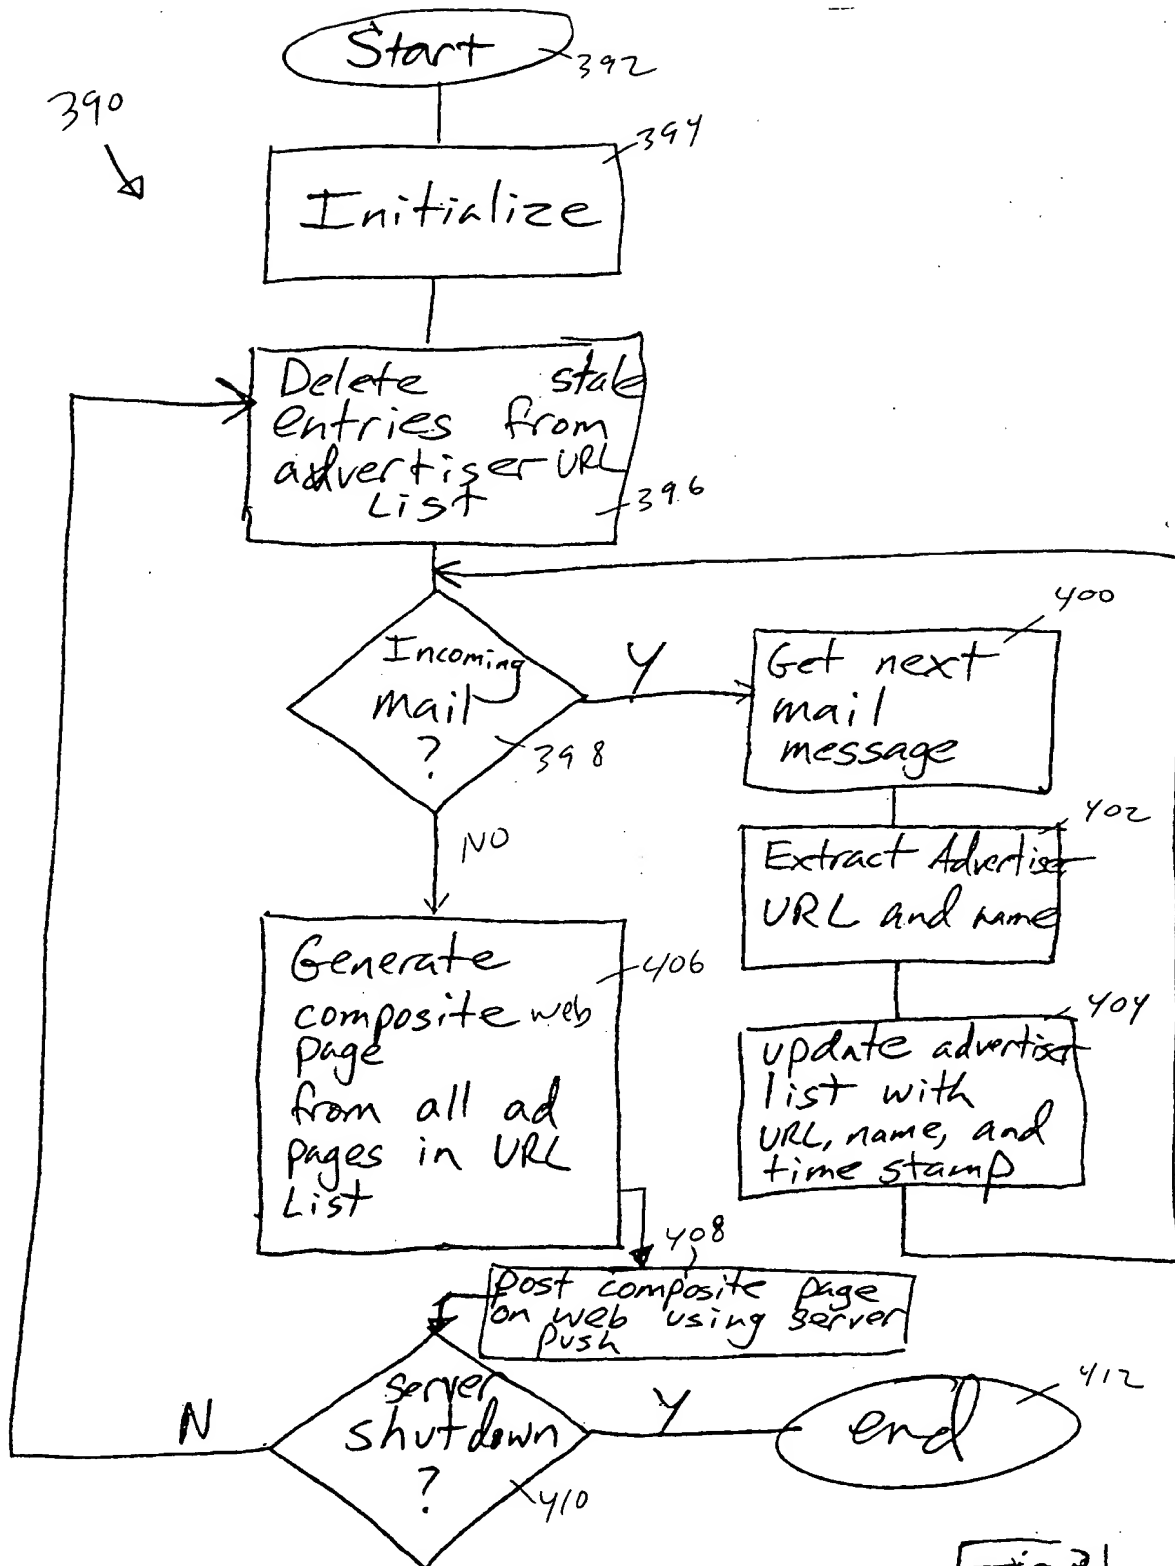 Start
392
390
394
Initialize
Delete stale
entries from
advertiser URL
List
396
400
Incoming
mail
?
398
Y
Get next
mail
message
402
Extract Advertiser
URL and name
NO
404
update advertiser
list with
URL, name, and
time stamp
Generate
406
composite web
page
from all ad
pages in URL
List
408
post composite page
on web using server
push
server
shutdown
?
410
N
Y
end
412